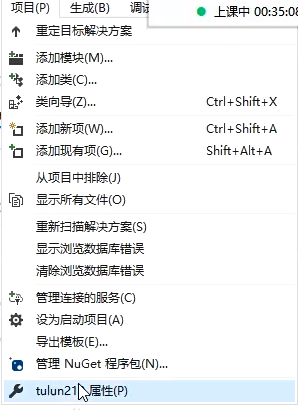 项目(P) 生成(B) 调试
上课中 00:35:08
重定目标解决方案
添加模块(M)...
添加类(C)...
类向导(Z)... Ctrl+Shift+X
添加新项(W)... Ctrl+Shift+A
添加现有项(G)... Shift+Alt+A
从项目中排除(J)
显示所有文件(O)
重新扫描解决方案(S)
显示浏览数据库错误
清除浏览数据库错误
管理连接的服务(C)
设为启动项目(A)
导出模板(E)...
管理 NuGet 程序包(N)...
tulun21 属性(P)